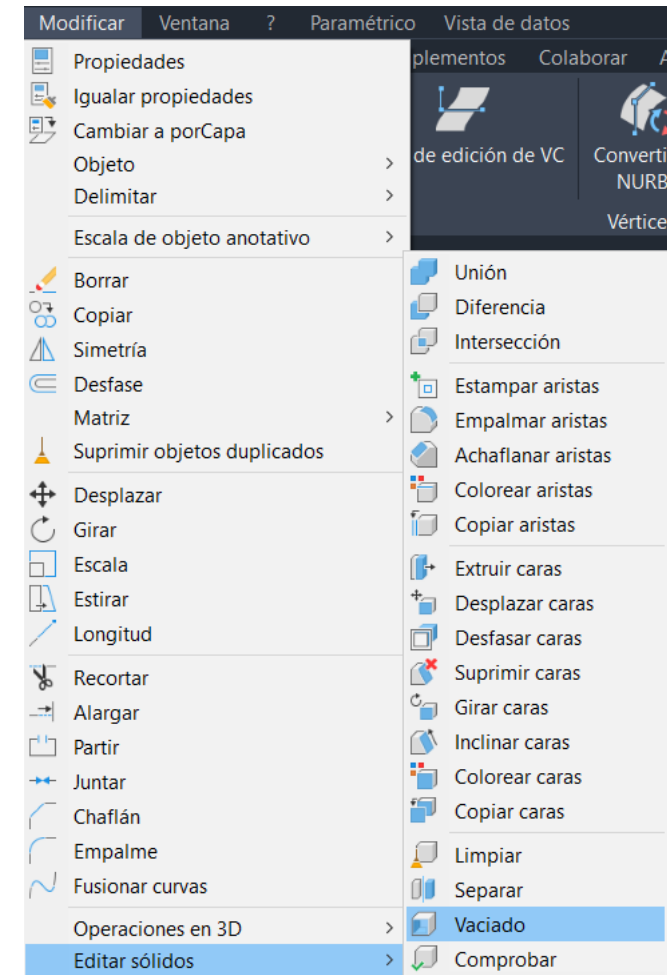 Modificar Ventana ? Paramétrico Vista de datos
plementos Colaborar A
Propiedades
Igualar propiedades
Cambiar a porCapa
Objeto
Delimitar
Escala de objeto anotativo
Borrar
Copiar
Simetría
Desfase
Matriz
Suprimir objetos duplicados
Desplazar
Girar
Escala
Estirar
Longitud
Recortar
Alargar
Partir
Juntar
Chaflán
Empalme
Fusionar curvas
Operaciones en 3D
Editar sólidos
de edición de VC
Converti
NURB
Vértice
Unión
Diferencia
Intersección
Estampar aristas
Empalmar aristas
Achaflanar aristas
Colorear aristas
Copiar aristas
Extruir caras
Desplazar caras
Desfasar caras
Suprimir caras
Girar caras
Inclinar caras
Colorear caras
Copiar caras
Limpiar
Separar
Vaciado
Comprobar